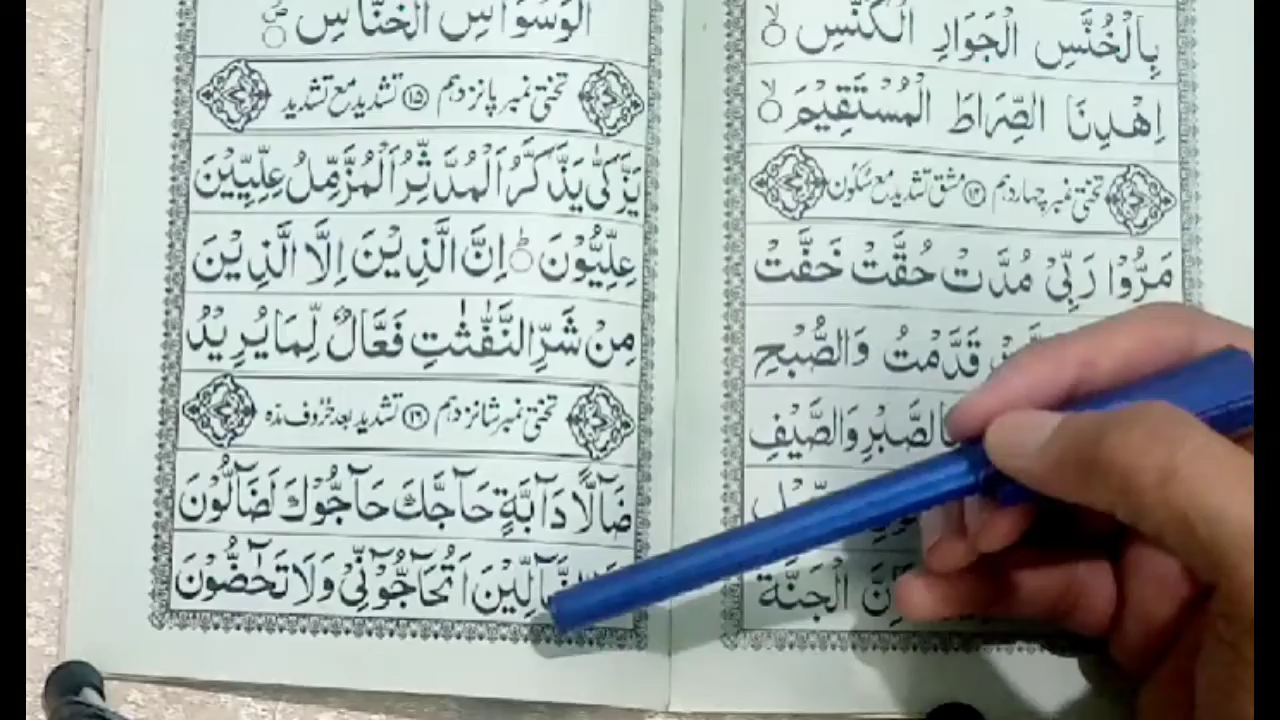 بِالْخُنَّسِ الْجَوَارِ الْكُنَّسِ ۙ
اِهْدِنَا الصِّرَاطَ الْمُسْتَقِيْمَ ۙ
تختی نمبر چہاردہم ⑭ مشق تشدید مع سکون
مَرُّوْا رَبِّىْ مُدَّتْ حُقَّتْ خَفَّتْ
قَدَّمْتُ وَالصُّبْحِ
بِالصَّبْرِ وَالصَّيْفِ
الْجَنَّةَ
الْوَسْوَاسِ الْخَنَّاسِ ۙ
تختی نمبر پانزدہم ⑮ تشدید مع تشدید
يَزَّكّٰى يَذَّكَّرُ الْمُدَّثِّرُ الْمُزَّمِّلُ عِلِّيِّيْنَ
عِلِّيُّوْنَ ؕ اِنَّ الَّذِيْنَ اِلَّا الَّذِيْنَ
مِنْ شَرِّ النَّفّٰثٰتِ فَعَّالٌ لِّمَا يُرِيْدُ
تختی نمبر شانزدہم ⑯ تشدید بعد حروف مدہ
ضَآلًّا دَآبَّةٍ حَآجَّكَ حَآجُّوْكَ لَضَآلُّوْنَ
الضَّآلِّيْنَ اَتُحَآجُّوْٓنِّىْ وَلَا تَحٰٓضُّوْنَ